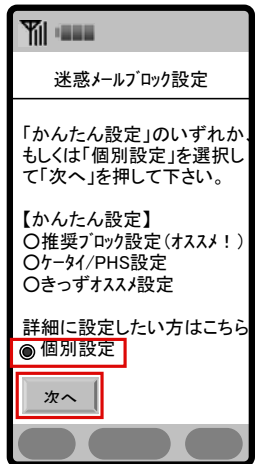 迷惑メールブロック設定
「かんたん設定」のいずれか、
もしくは「個別設定」を選択し
て「次へ」を押して下さい。
【かんたん設定】
○推奨ブロック設定(オススメ!)
○ケータイ/PHS設定
○きっずオススメ設定
詳細に設定したい方はこちら
◉個別設定
次へ